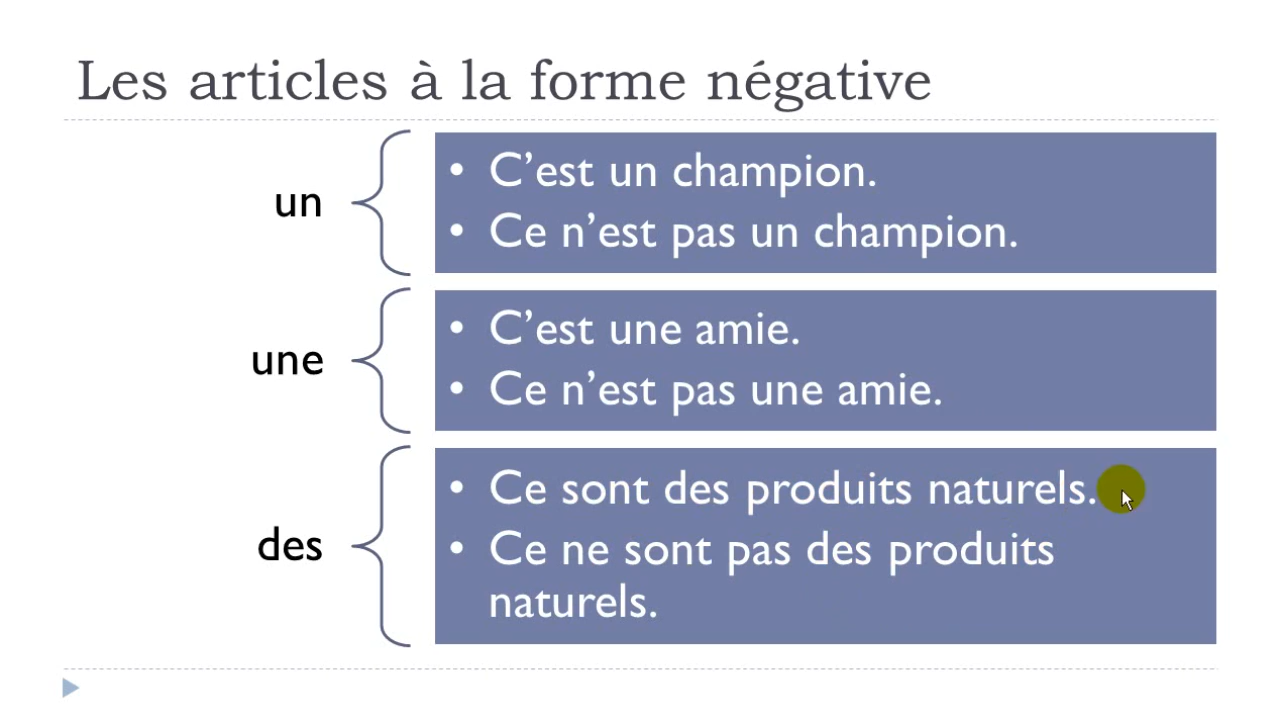 Les articles à la forme négative
un
• C’est un champion.
• Ce n’est pas un champion.
une
• C’est une amie.
• Ce n’est pas une amie.
des
• Ce sont des produits naturels.
• Ce ne sont pas des produits
naturels.